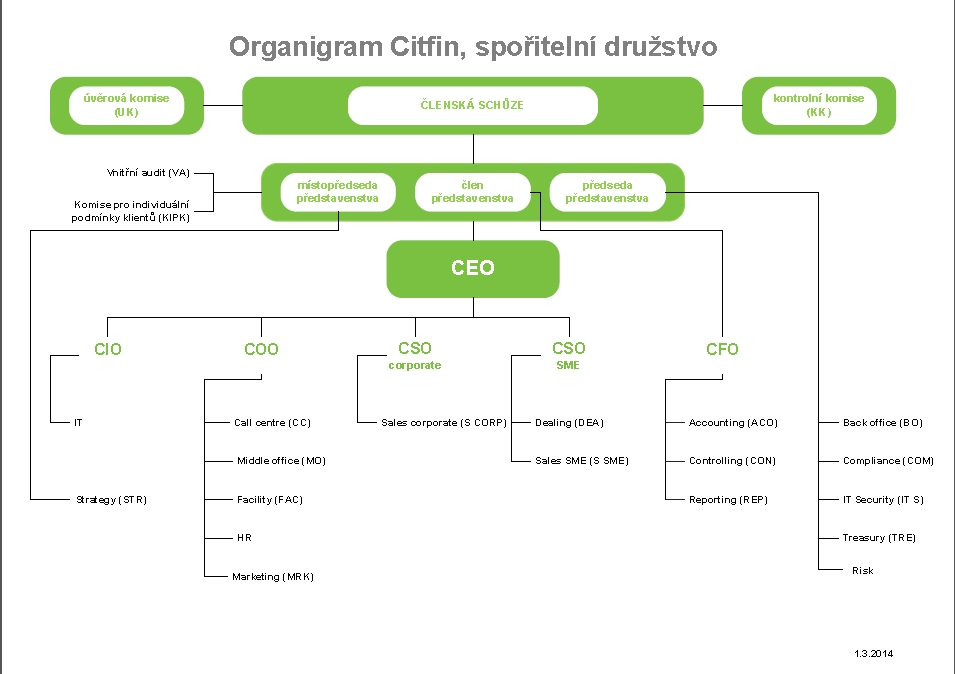 Organigram Citfin, spořitelní družstvo
úvěrová komise
(UK)
ČLENSKÁ SCHŮZE
kontrolní komise
(KK)
Vnitřní audit (VA)
Komise pro individuální
podmínky klientů (KIPK)
místopředseda
představenstva
člen
představenstva
předseda
představenstva
CEO
CIO
COO
CSO
corporate
CSO
SME
CFO
IT
Call centre (CC)
Sales corporate (S CORP)
Dealing (DEA)
Accounting (ACO)
Back office (BO)
Middle office (MO)
Sales SME (S SME)
Controlling (CON)
Compliance (COM)
Strategy (STR)
Facility (FAC)
Reporting (REP)
IT Security (IT S)
HR
Treasury (TRE)
Marketing (MRK)
Risk
1.3.2014